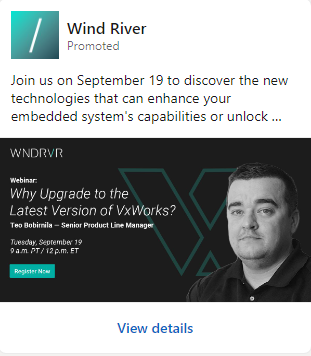 Wind River
Promoted
Join us on September 19 to discover the new
technologies that can enhance your
embedded system's capabilities or unlock ...
WNDRVR
Webinar:
Why Upgrade to the
Latest Version of VxWorks?
Teo Bobirnila — Senior Product Line Manager
Tuesday, September 19
9 a.m. PT / 12 p.m. ET
Register Now
View details